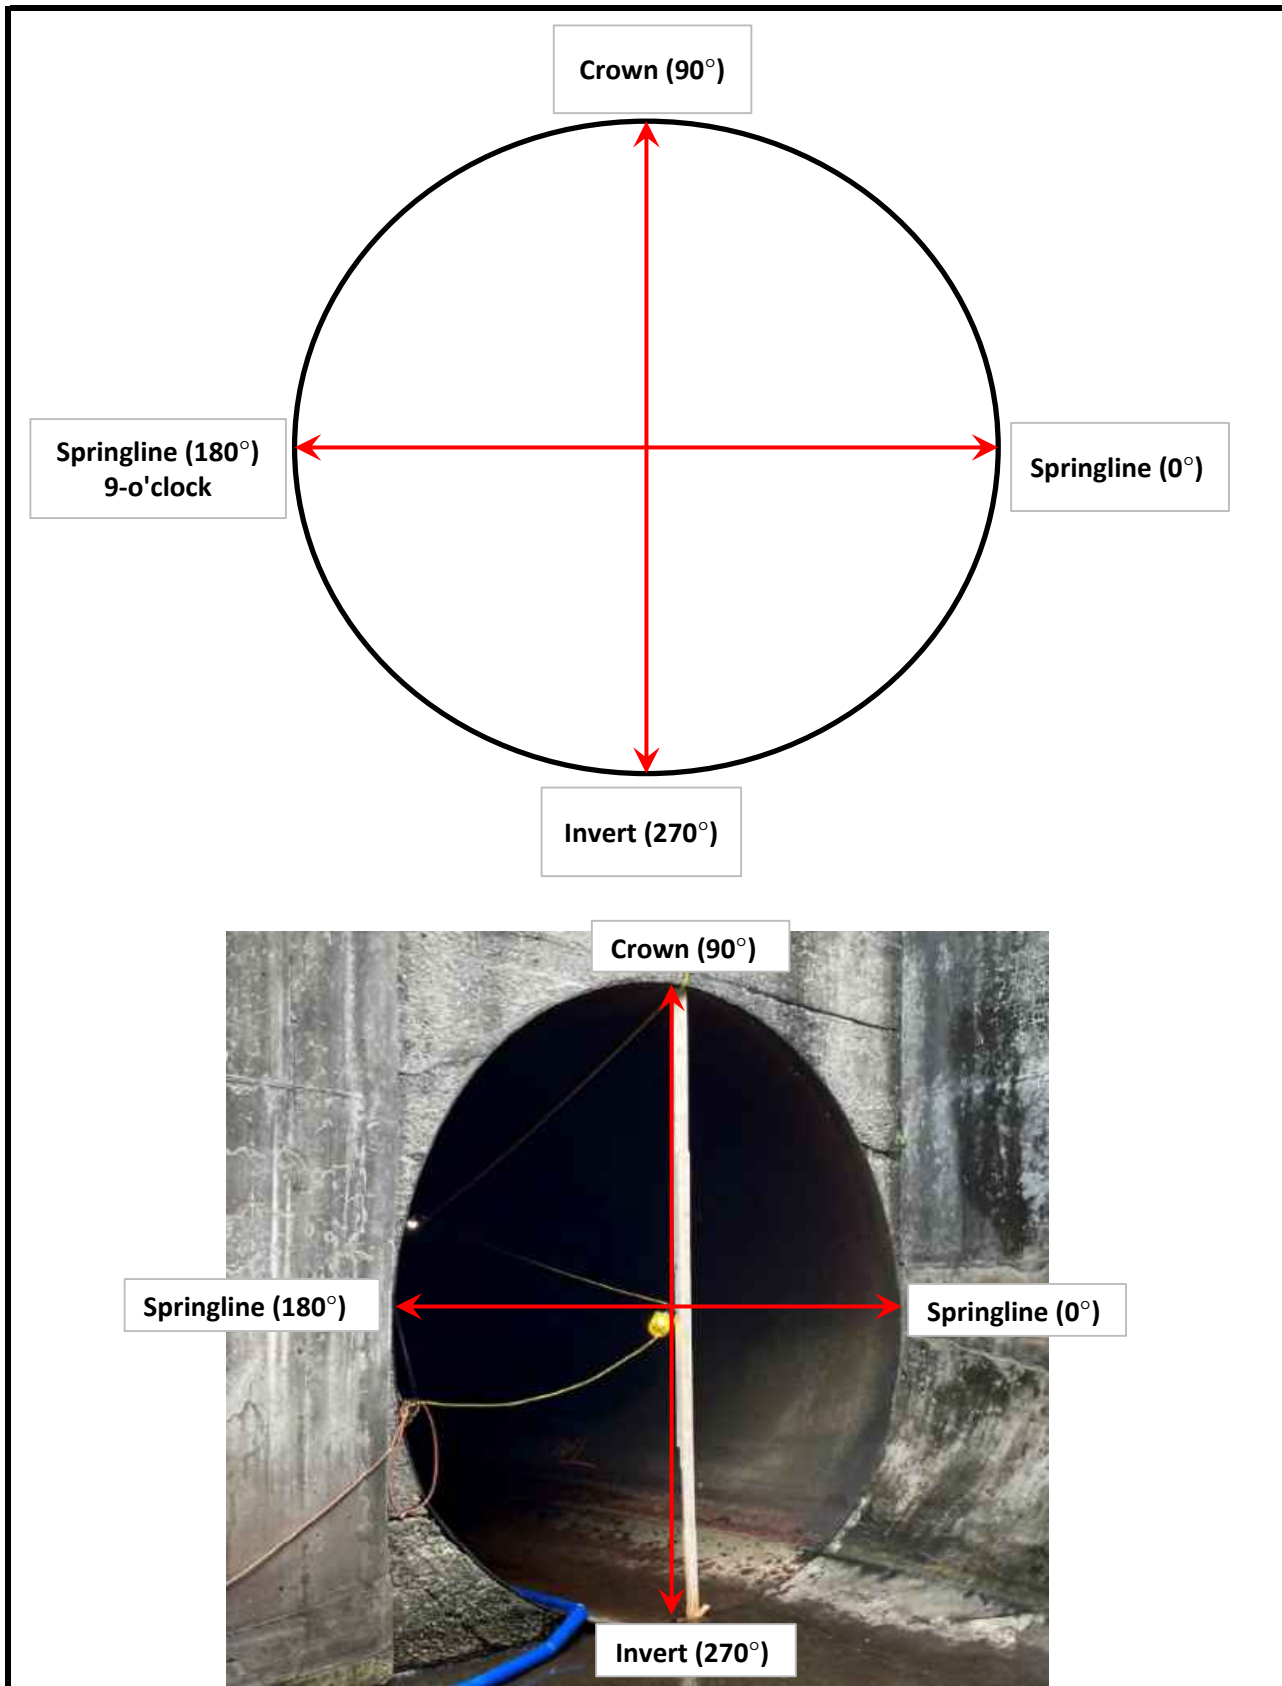 Crown (90°)
Springline (180°)
9-o'clock
Springline (0°)
Invert (270°)
Crown (90°)
Springline (180°)
Springline (0°)
Invert (270°)